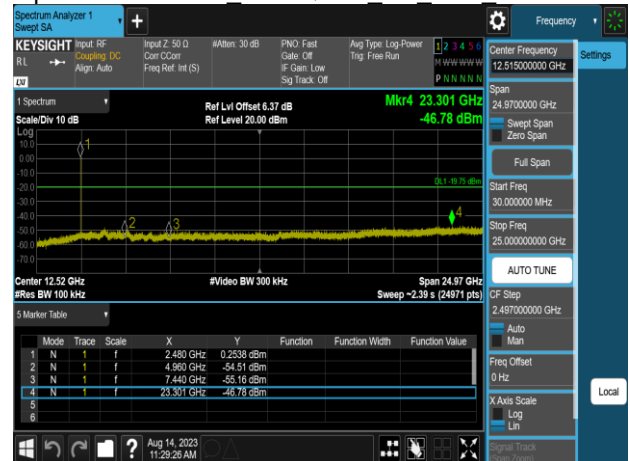 Spectrum Analyzer 1
Swept SA
Frequency
KEYSIGHT
RL
LXI
Input: RF
Coupling: DC
Align: Auto
Input Z: 50 Ω
Corr CCorr
Freq Ref: Int (S)
#Atten: 30 dB
PNO: Fast
Gate: Off
IF Gain: Low
Sig Track: Off
Avg Type: Log-Power
Trig: Free Run
1 2 3 4 5 6
M W W W W W
P N N N N N
1 Spectrum
Scale/Div 10 dB
Ref Lvl Offset 6.37 dB
Ref Level 20.00 dBm
Mkr4 23.301 GHz
-46.78 dBm
Log
10.0
0.00
-10.0
-20.0
-30.0
-40.0
-50.0
-60.0
-70.0
1
2
3
4
DL1 -19.75 dBm
Center 12.52 GHz
#Res BW 100 kHz
#Video BW 300 kHz
Span 24.97 GHz
Sweep ~2.39 s (24971 pts)
5 Marker Table
Mode Trace Scale X Y Function Function Width Function Value
1 N 1 f 2.480 GHz 0.2538 dBm
2 N 1 f 4.960 GHz -54.51 dBm
3 N 1 f 7.440 GHz -55.16 dBm
4 N 1 f 23.301 GHz -46.78 dBm
5
6
Aug 14, 2023
11:29:26 AM
Center Frequency
12.515000000 GHz
Span
24.9700000 GHz
Swept Span
Zero Span
Full Span
Start Freq
30.000000 MHz
Stop Freq
25.000000000 GHz
AUTO TUNE
CF Step
2.497000000 GHz
Auto
Man
Freq Offset
0 Hz
X Axis Scale
Log
Lin
Signal Track
(Span Zoom)
Settings
Local